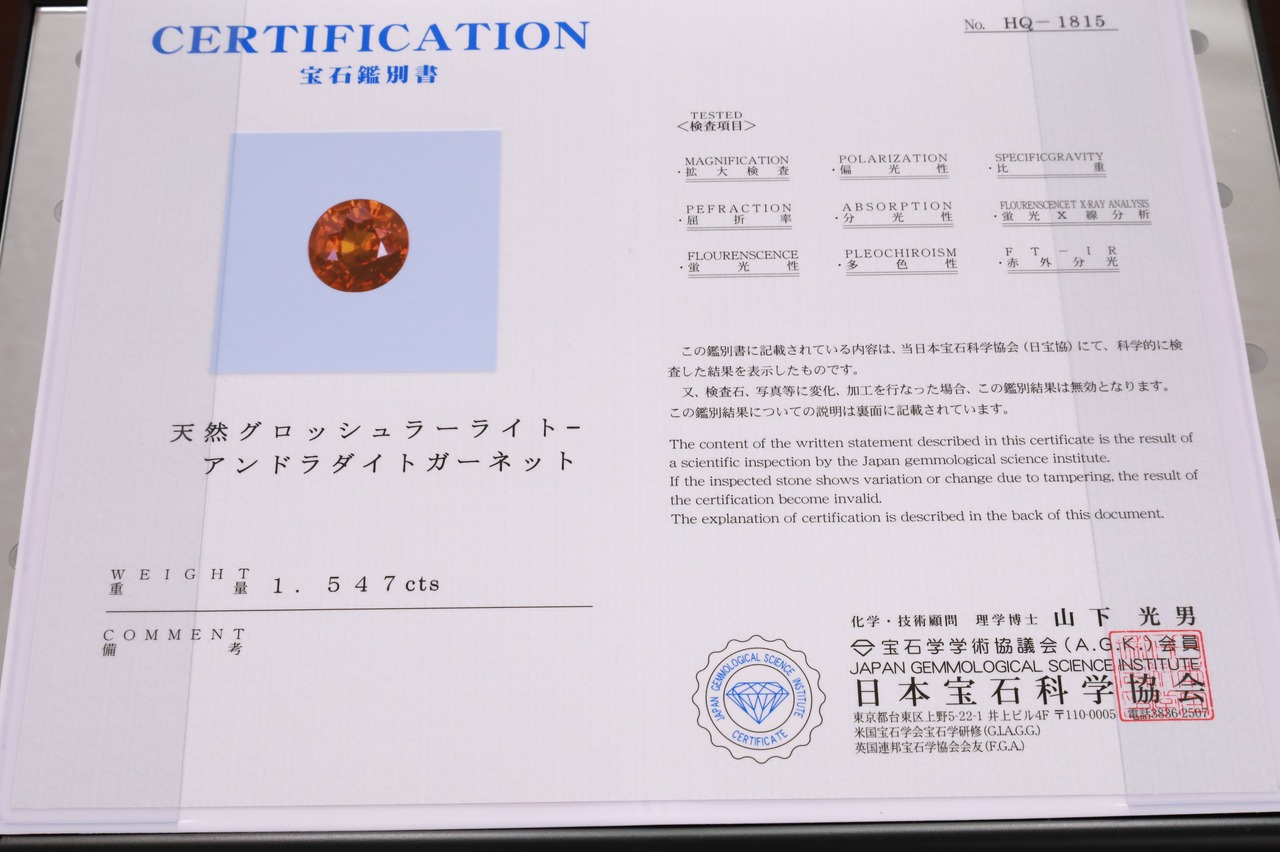 CERTIFICATION
宝石鑑別書
No. HQ－1815
TESTED
＜検査項目＞
MAGNIFICATION
・拡大検査
POLARIZATION
・偏光性
SPECIFICGRAVITY
・比重
PEFRACTION
・屈折率
ABSORPTION
・分光性
FLOURENSCENCET X-RAY ANALYSIS
・蛍光X線分析
FLOURENSCENCE
・蛍光性
PLEOCHIROISM
・多色性
FT－IR
・赤外分光
この鑑別書に記載されている内容は、当日本宝石科学協会（日宝協）にて、科学的に検
査した結果を表示したものです。
又、検査石、写真等に変化、加工を行なった場合、この鑑別結果は無効となります。
この鑑別結果についての説明は裏面に記載されています。
The content of the written statement described in this certificate is the result of
a scientific inspection by the Japan gemmological science institute.
If the inspected stone shows variation or change due to tampering, the result of
the certification become invalid.
The explanation of certification is described in the back of this document.
天然グロッシュラーライト－
アンドラダイトガーネット
WEIGHT
重量 1.547cts
COMMENT
備考
化学・技術顧問 理学博士 山下光男
宝石学学術協議会（A.G.K.）会員
JAPAN GEMMOLOGICAL SCIENCE INSTITUTE
日本宝石科学協会
東京都台東区上野5-22-1 井上ビル4F 〒110-0005 電話3836-2507
米国宝石学会宝石学研修（G.I.A.G.G.）
英国連邦宝石学協会会友（F.G.A.）
JAPAN GEMMOLOGICAL SCIENCE INSTITUTE
CERTIFICATE